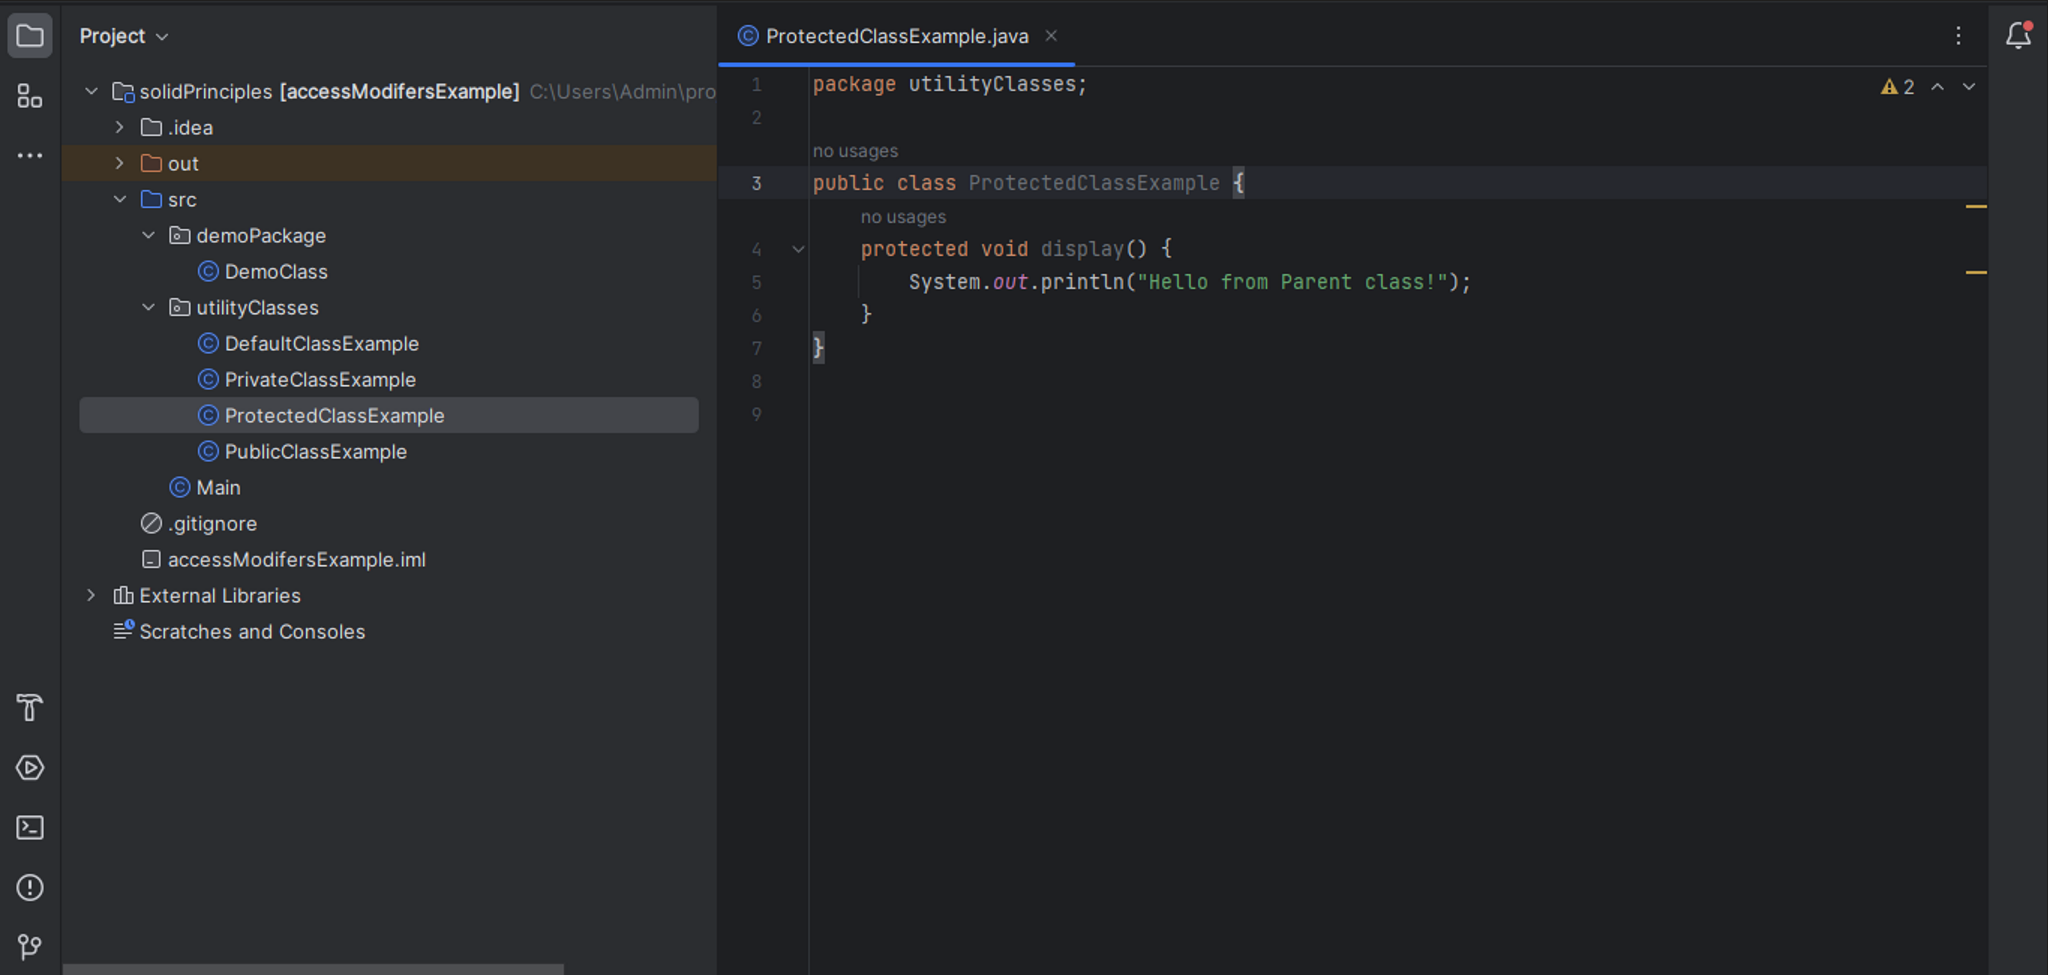 Project
solidPrinciples [accessModifersExample] C:\Users\Admin\pro
.idea
out
src
demoPackage
DemoClass
utilityClasses
DefaultClassExample
PrivateClassExample
ProtectedClassExample
PublicClassExample
Main
.gitignore
accessModifersExample.iml
External Libraries
Scratches and Consoles
ProtectedClassExample.java
2
1 package utilityClasses;
2
no usages
3 public class ProtectedClassExample {
no usages
4 protected void display() {
5 System.out.println("Hello from Parent class!");
6 }
7 }
8
9